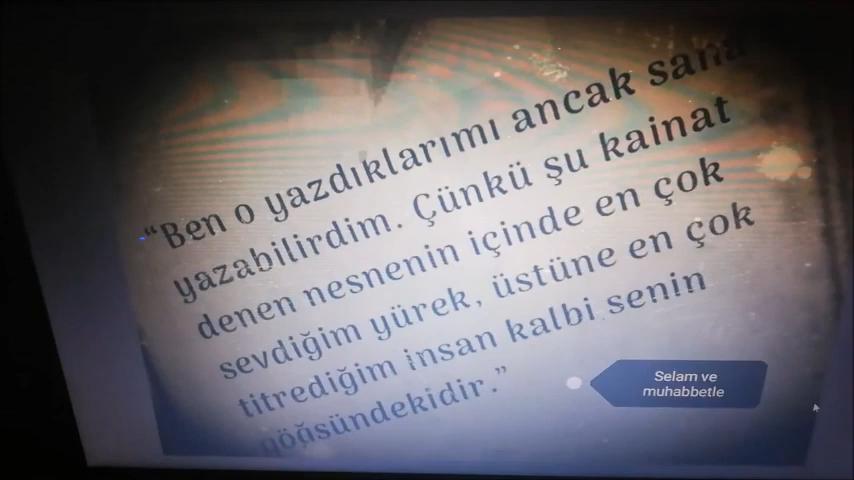 “Ben o yazdıklarımı ancak sana
yazabilirdim. Çünkü şu kainat
denen nesnenin içinde en çok
sevdiğim yürek, üstüne en çok
titrediğim insan kalbi senin
göğsündekidir.”
Selam ve
muhabbetle